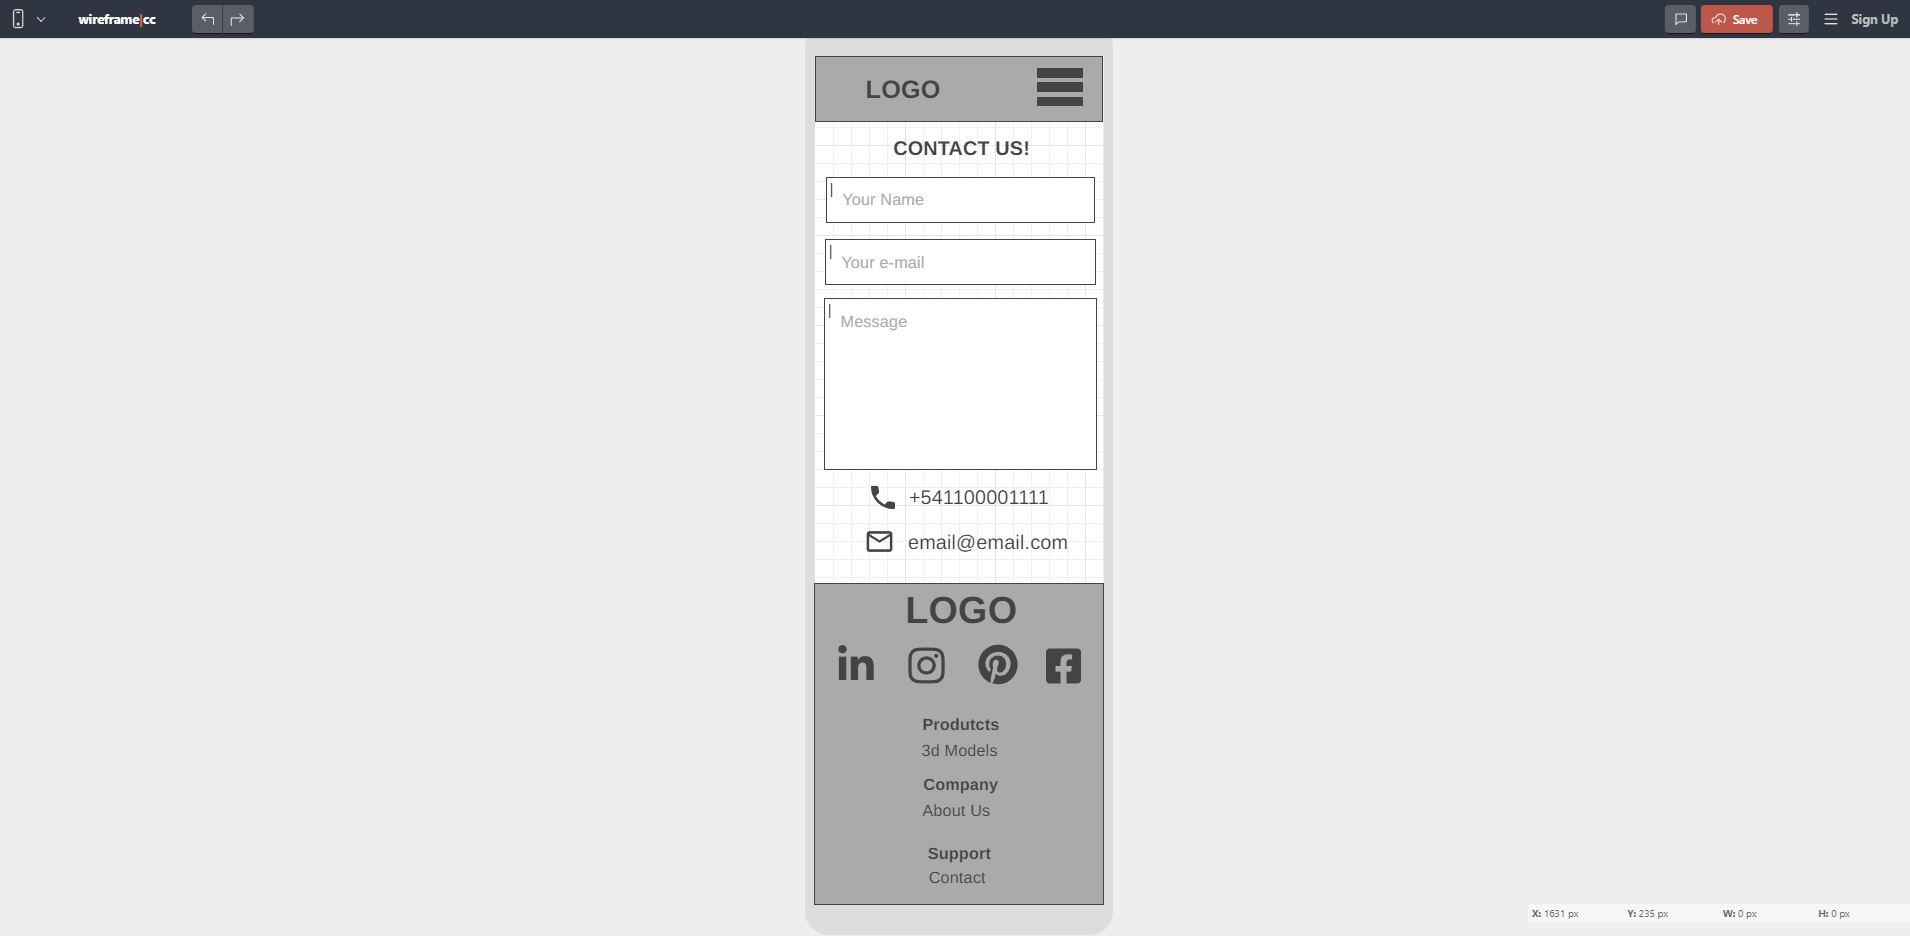 wireframe|cc
Save
Sign Up
LOGO
CONTACT US!
Your Name
Your e-mail
Message
+541100001111
email@email.com
LOGO
in
Produtcts
3d Models
Company
About Us
Support
Contact
X: 1631 px Y: 235 px W: 0 px H: 0 px